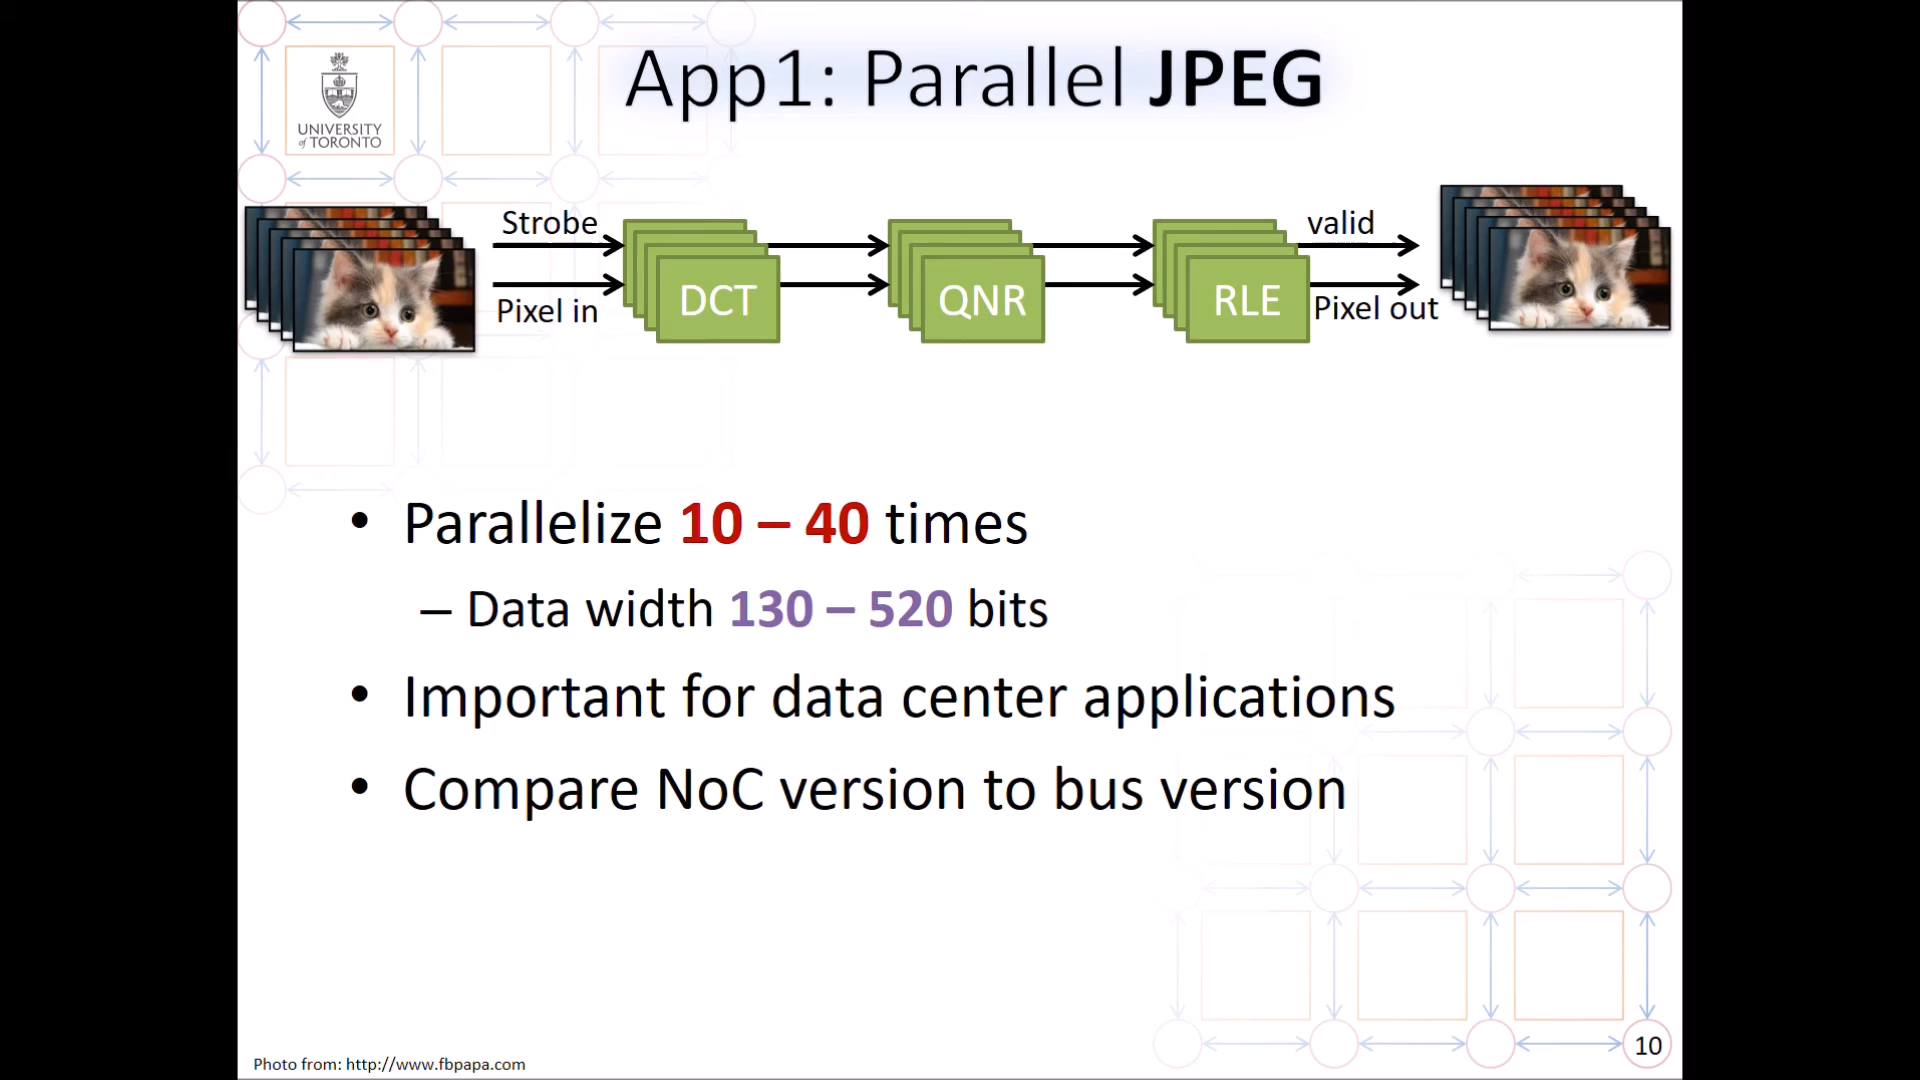 App1: Parallel JPEG
UNIVERSITY
of TORONTO
Strobe
Pixel in
DCT
QNR
RLE
valid
Pixel out
• Parallelize 10 – 40 times
– Data width 130 – 520 bits
• Important for data center applications
• Compare NoC version to bus version
Photo from: http://www.fbpapa.com
10